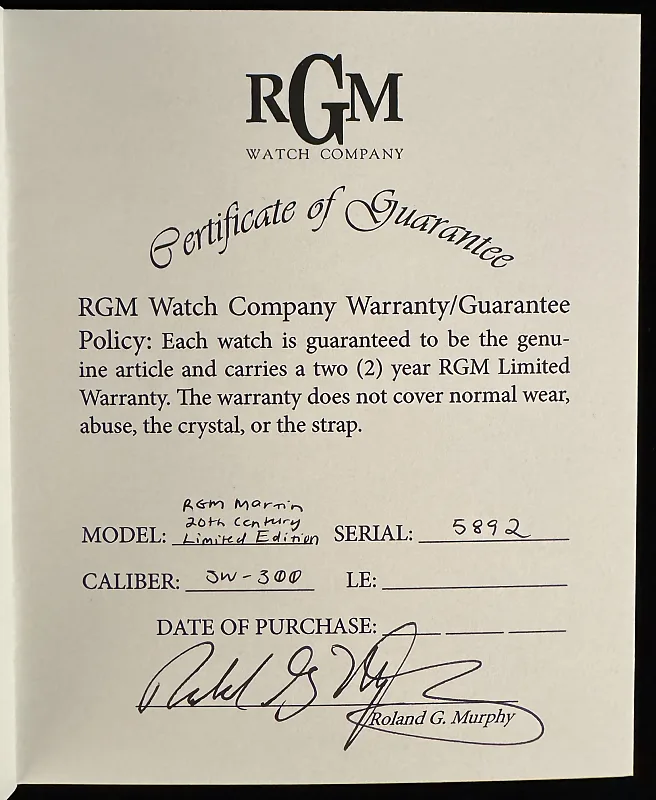 RGM
WATCH COMPANY
Certificate of Guarantee
RGM Watch Company Warranty/Guarantee
Policy: Each watch is guaranteed to be the genu-
ine article and carries a two (2) year RGM Limited
Warranty. The warranty does not cover normal wear,
abuse, the crystal, or the strap.
RGM Martin
20th Century
MODEL: Limited Edition SERIAL: 5892
CALIBER: SW-300 LE:
DATE OF PURCHASE:
Roland G. Murphy